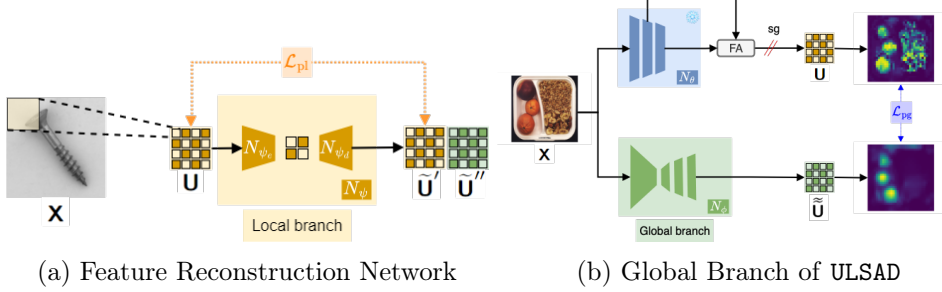 𝓛pl
X
U
Nψe
Nψd
Nψ
Ũ′
Ũ″
Local branch
(a) Feature Reconstruction Network
X
Nθ
FA
sg
U
𝓛pg
Nϕ
Global branch
Ũ̃
(b) Global Branch of ULSAD